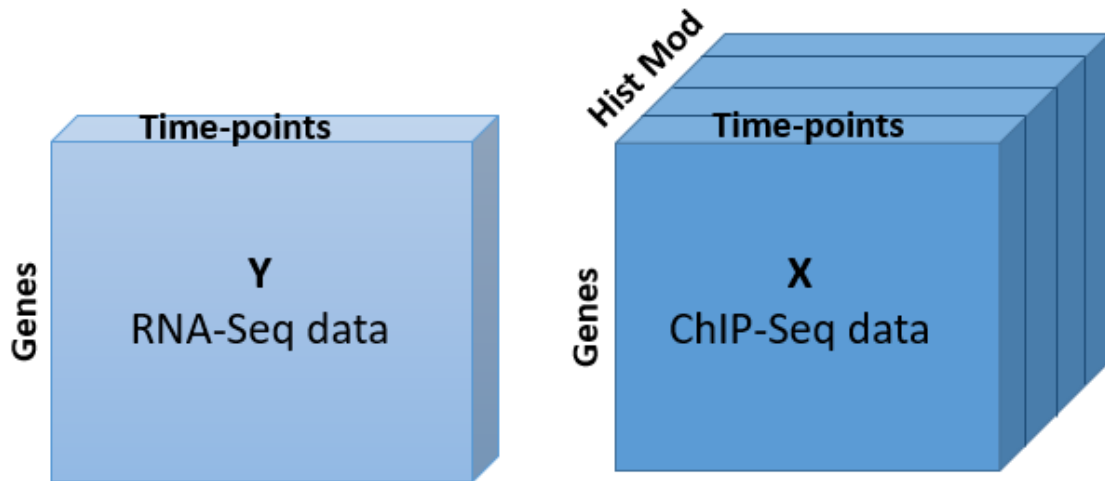 Time-points
Genes
Y
RNA-Seq data
Hist Mod
Time-points
Genes
X
ChIP-Seq data